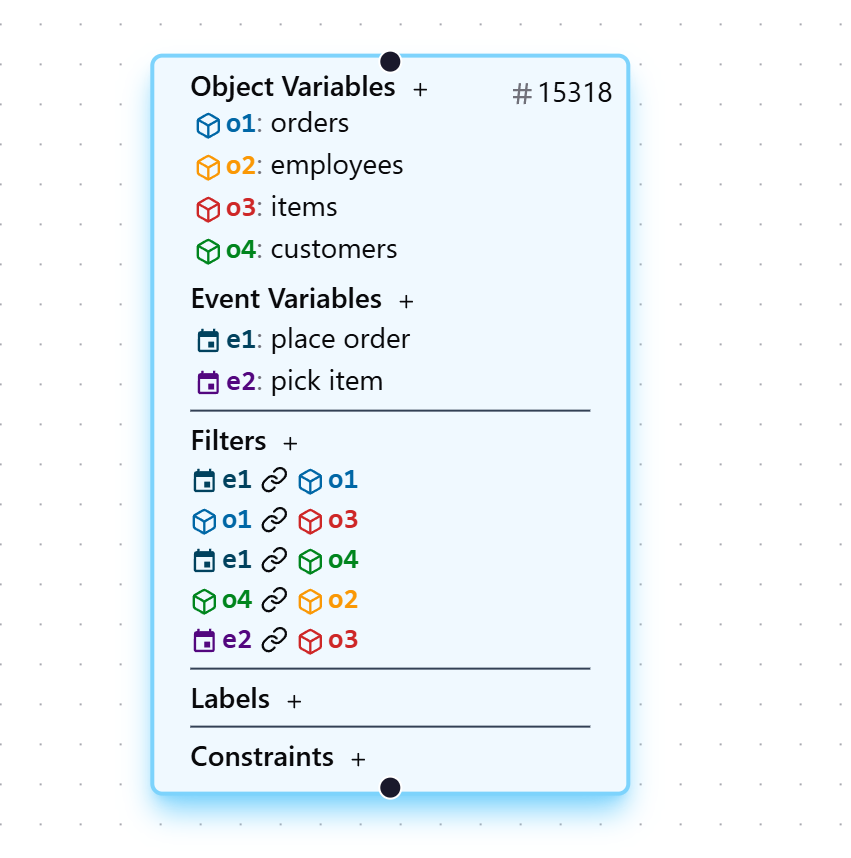 Object Variables +
# 15318
o1: orders
o2: employees
o3: items
o4: customers
Event Variables +
e1: place order
e2: pick item
Filters +
e1 o1
o1 o3
e1 o4
o4 o2
e2 o3
Labels +
Constraints +